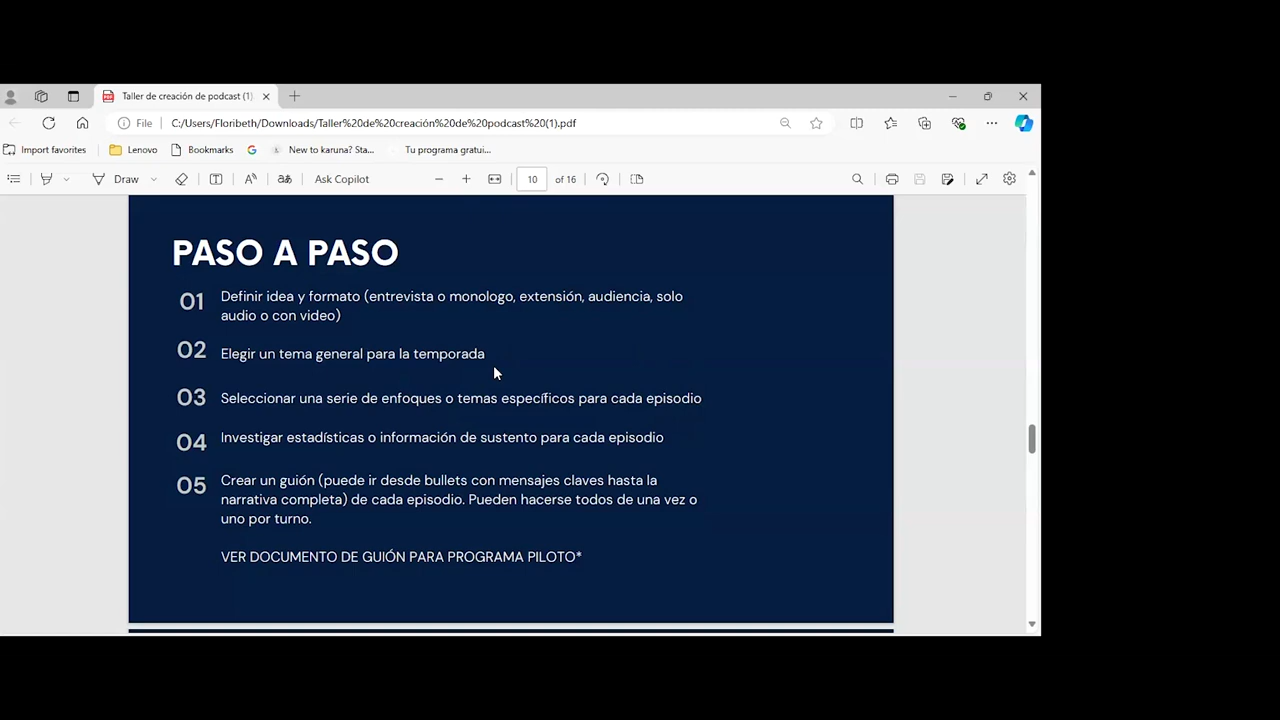 Taller de creación de podcast (1)
File
C:/Users/Floribeth/Downloads/Taller%20de%20creación%20de%20podcast%20(1).pdf
Import favorites
Lenovo
Bookmarks
New to karuna? Sta...
Tu programa gratui...
Draw
Ask Copilot
10
of 16
PASO A PASO
01
Definir idea y formato (entrevista o monologo, extensión, audiencia, solo
audio o con video)
02
Elegir un tema general para la temporada
03
Seleccionar una serie de enfoques o temas específicos para cada episodio
04
Investigar estadísticas o información de sustento para cada episodio
05
Crear un guión (puede ir desde bullets con mensajes claves hasta la
narrativa completa) de cada episodio. Pueden hacerse todos de una vez o
uno por turno.
VER DOCUMENTO DE GUIÓN PARA PROGRAMA PILOTO*